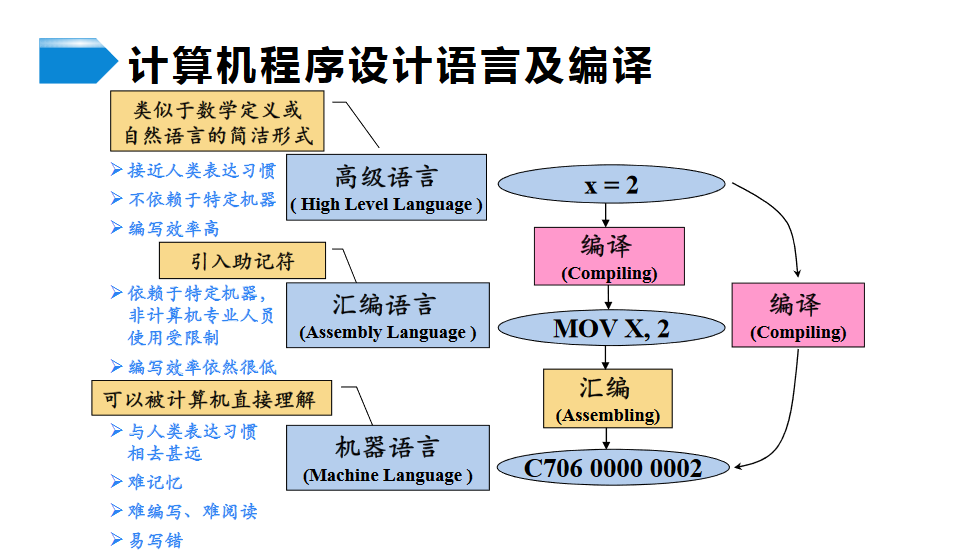 计算机程序设计语言及编译
类似于数学定义或
自然语言的简洁形式
接近人类表达习惯
不依赖于特定机器
编写效率高
高级语言
( High Level Language )
x = 2
编译
(Compiling)
引入助记符
依赖于特定机器，
非计算机专业人员
使用受限制
编写效率依然很低
汇编语言
(Assembly Language )
MOV X, 2
编译
(Compiling)
汇编
(Assembling)
可以被计算机直接理解
与人类表达习惯
相去甚远
难记忆
难编写、难阅读
易写错
机器语言
(Machine Language )
C706 0000 0002